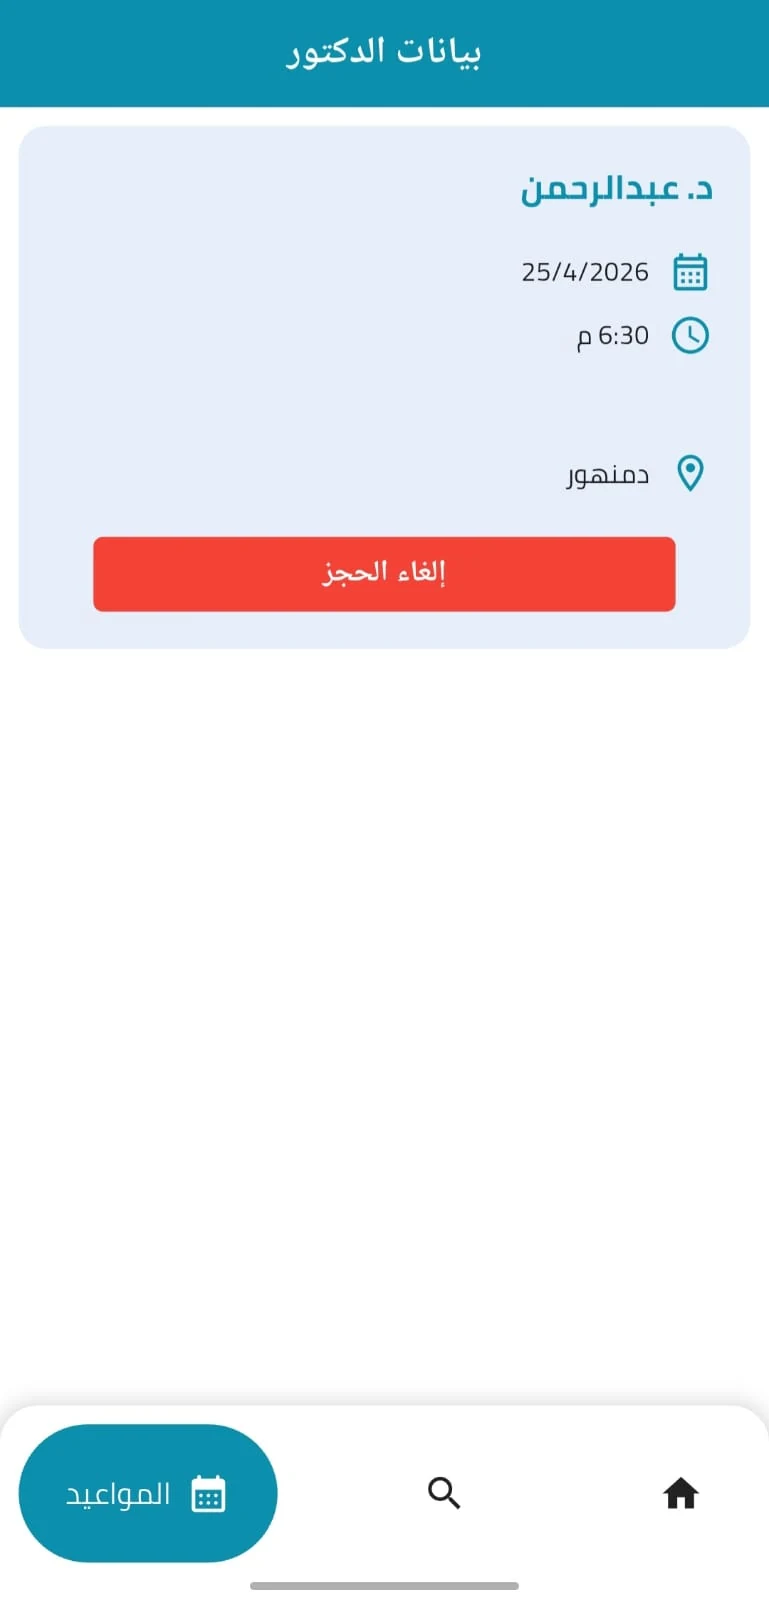 بيانات الدكتور
د. عبدالرحمن
25/4/2026
6:30 م
دمنهور
إلغاء الحجز
المواعيد